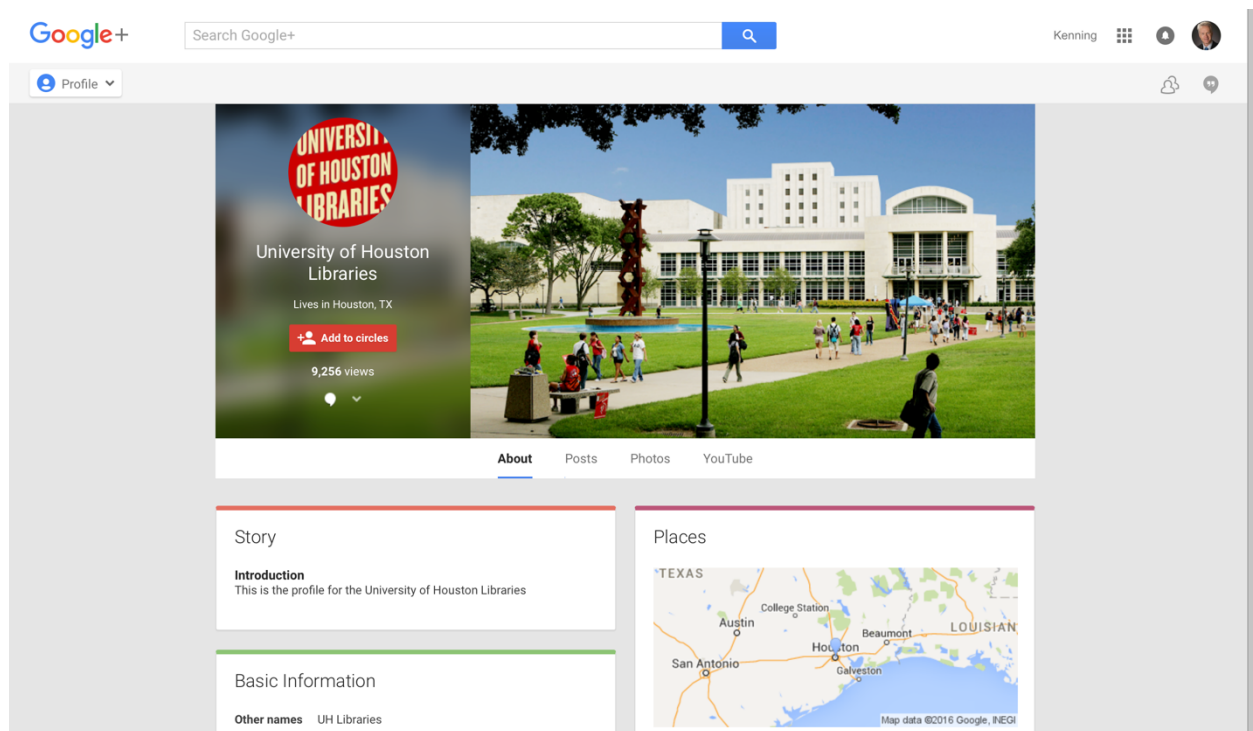 Google+
Search Google+
Kenning
Profile
UNIVERSITY
OF HOUSTON
LIBRARIES
University of Houston
Libraries
Lives in Houston, TX
Add to circles
9,256 views
About Posts Photos YouTube
Story
Introduction
This is the profile for the University of Houston Libraries
Basic Information
Other names UH Libraries
Places
TEXAS
College Station
Austin
Beaumont
LOUISIAN
Houston
San Antonio
Galveston
Map data ©2016 Google, INEGI